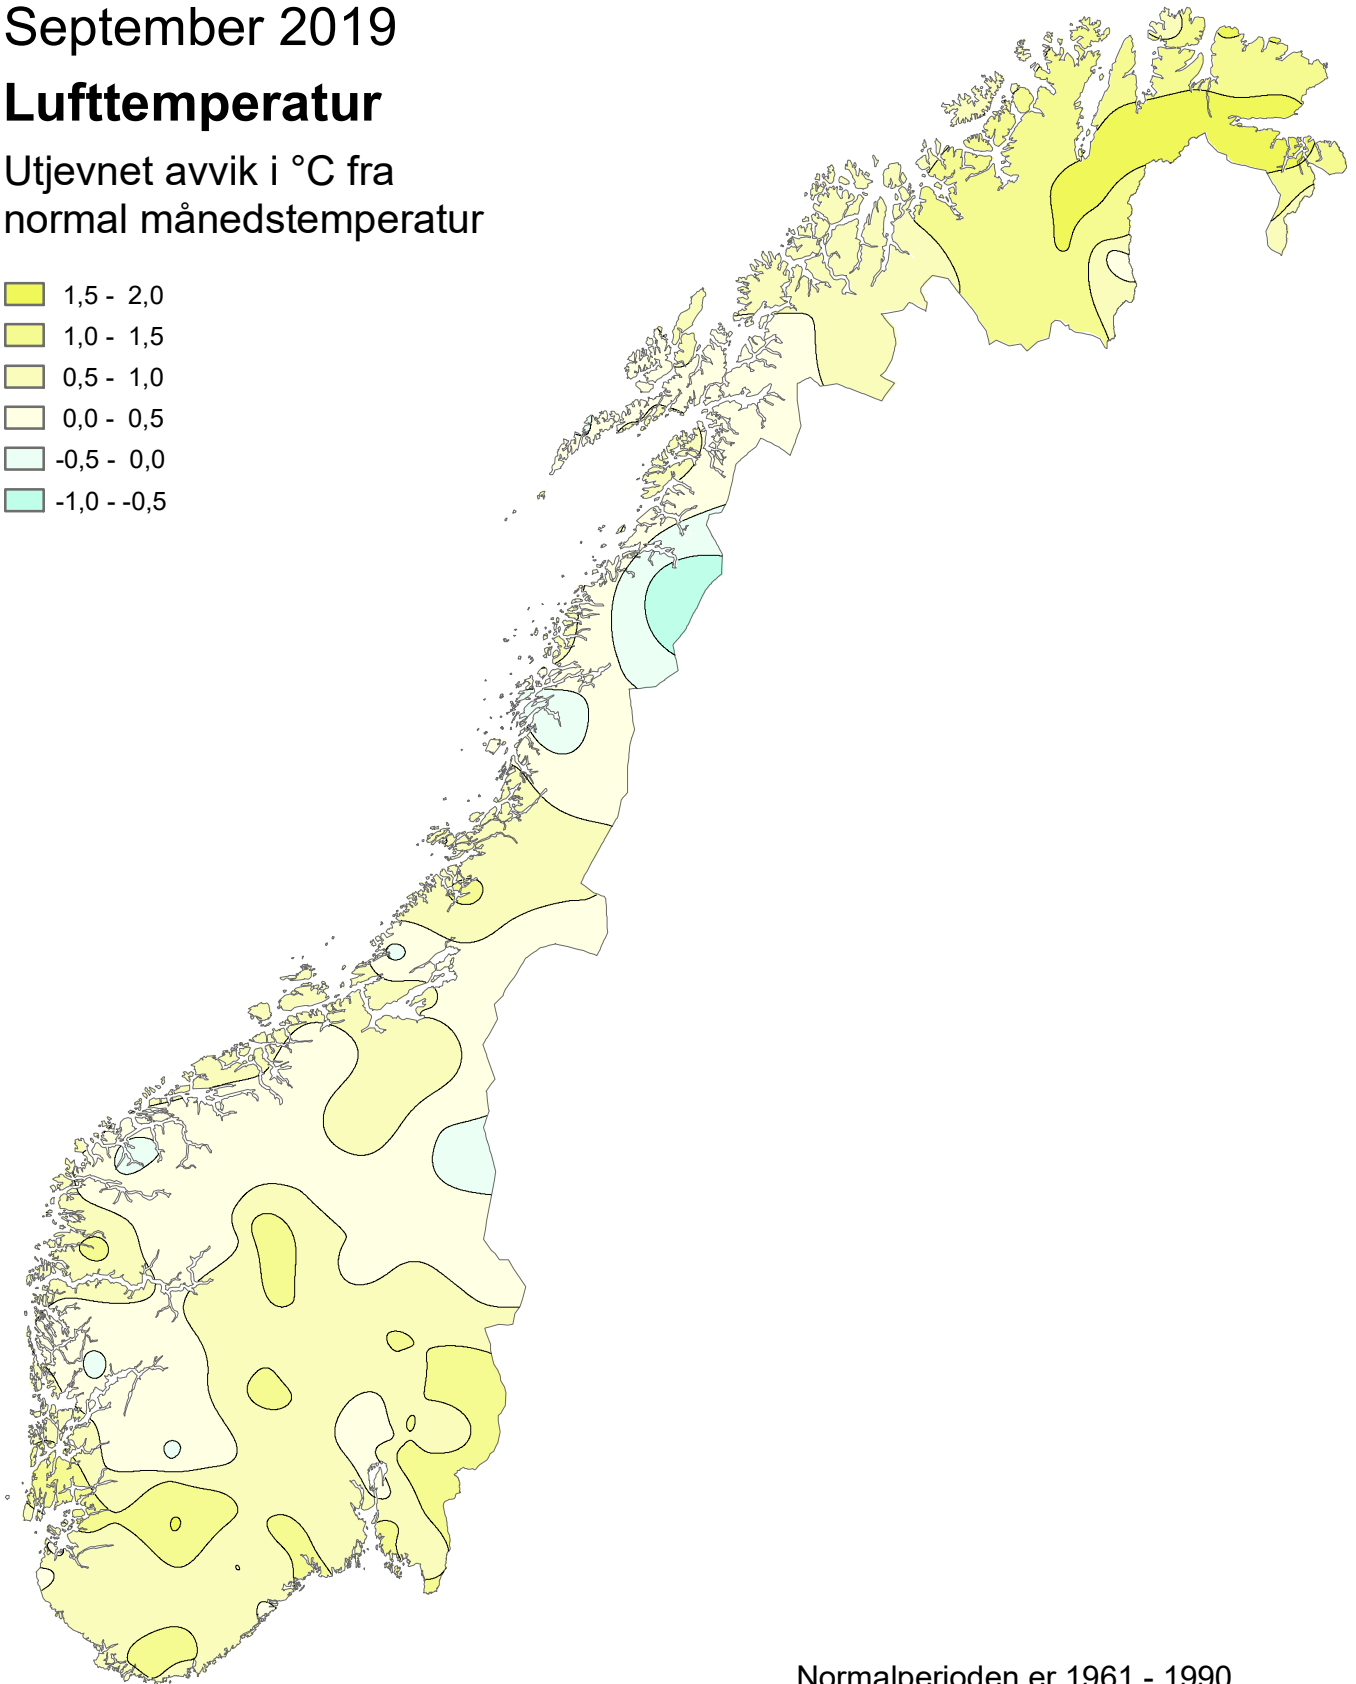 September 2019
Lufttemperatur
Utjevnet avvik i °C fra
normal månedstemperatur
1,5 - 2,0
1,0 - 1,5
0,5 - 1,0
0,0 - 0,5
-0,5 - 0,0
-1,0 - -0,5
Normalperioden er 1961 - 1990